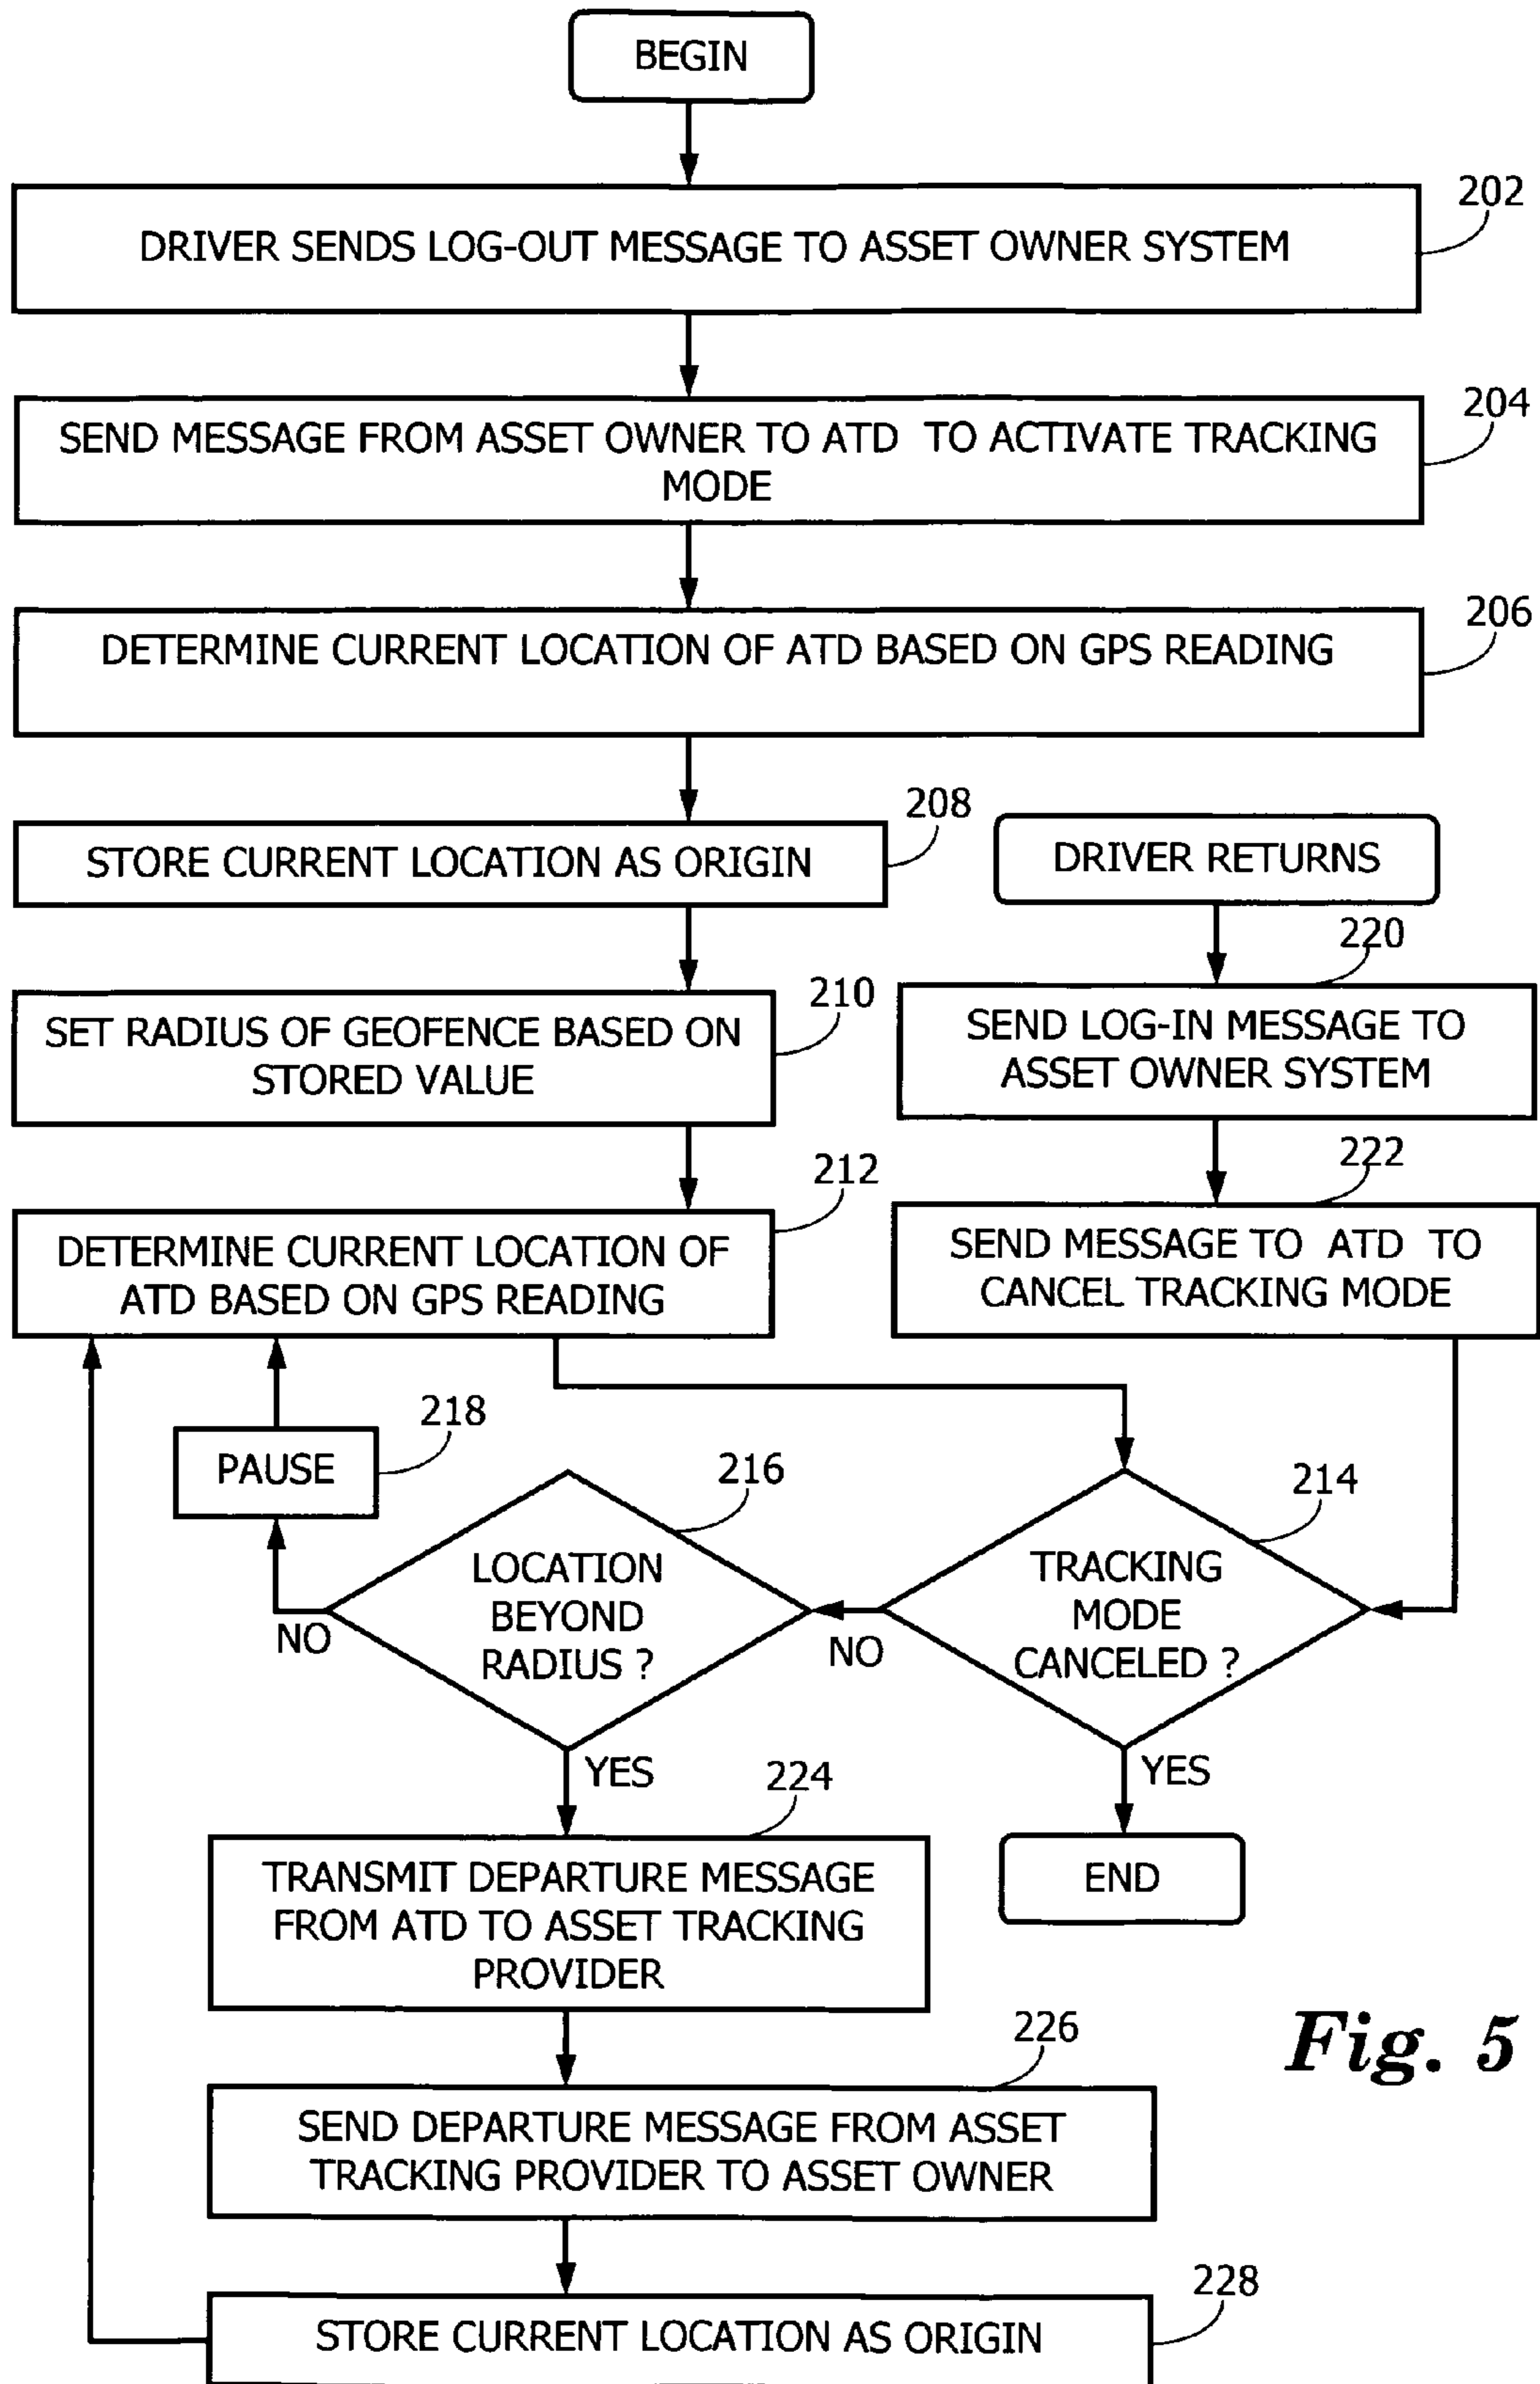 BEGIN
202
DRIVER SENDS LOG-OUT MESSAGE TO ASSET OWNER SYSTEM
204
SEND MESSAGE FROM ASSET OWNER TO ATD TO ACTIVATE TRACKING
MODE
206
DETERMINE CURRENT LOCATION OF ATD BASED ON GPS READING
208
STORE CURRENT LOCATION AS ORIGIN
DRIVER RETURNS
220
210
SET RADIUS OF GEOFENCE BASED ON
STORED VALUE
SEND LOG-IN MESSAGE TO
ASSET OWNER SYSTEM
222
212
DETERMINE CURRENT LOCATION OF
ATD BASED ON GPS READING
SEND MESSAGE TO ATD TO
CANCEL TRACKING MODE
218
PAUSE
216
214
LOCATION
BEYOND
RADIUS ?
TRACKING
MODE
CANCELED ?
NO
NO
YES
YES
224
TRANSMIT DEPARTURE MESSAGE
FROM ATD TO ASSET TRACKING
PROVIDER
END
226
SEND DEPARTURE MESSAGE FROM ASSET
TRACKING PROVIDER TO ASSET OWNER
Fig. 5
228
STORE CURRENT LOCATION AS ORIGIN